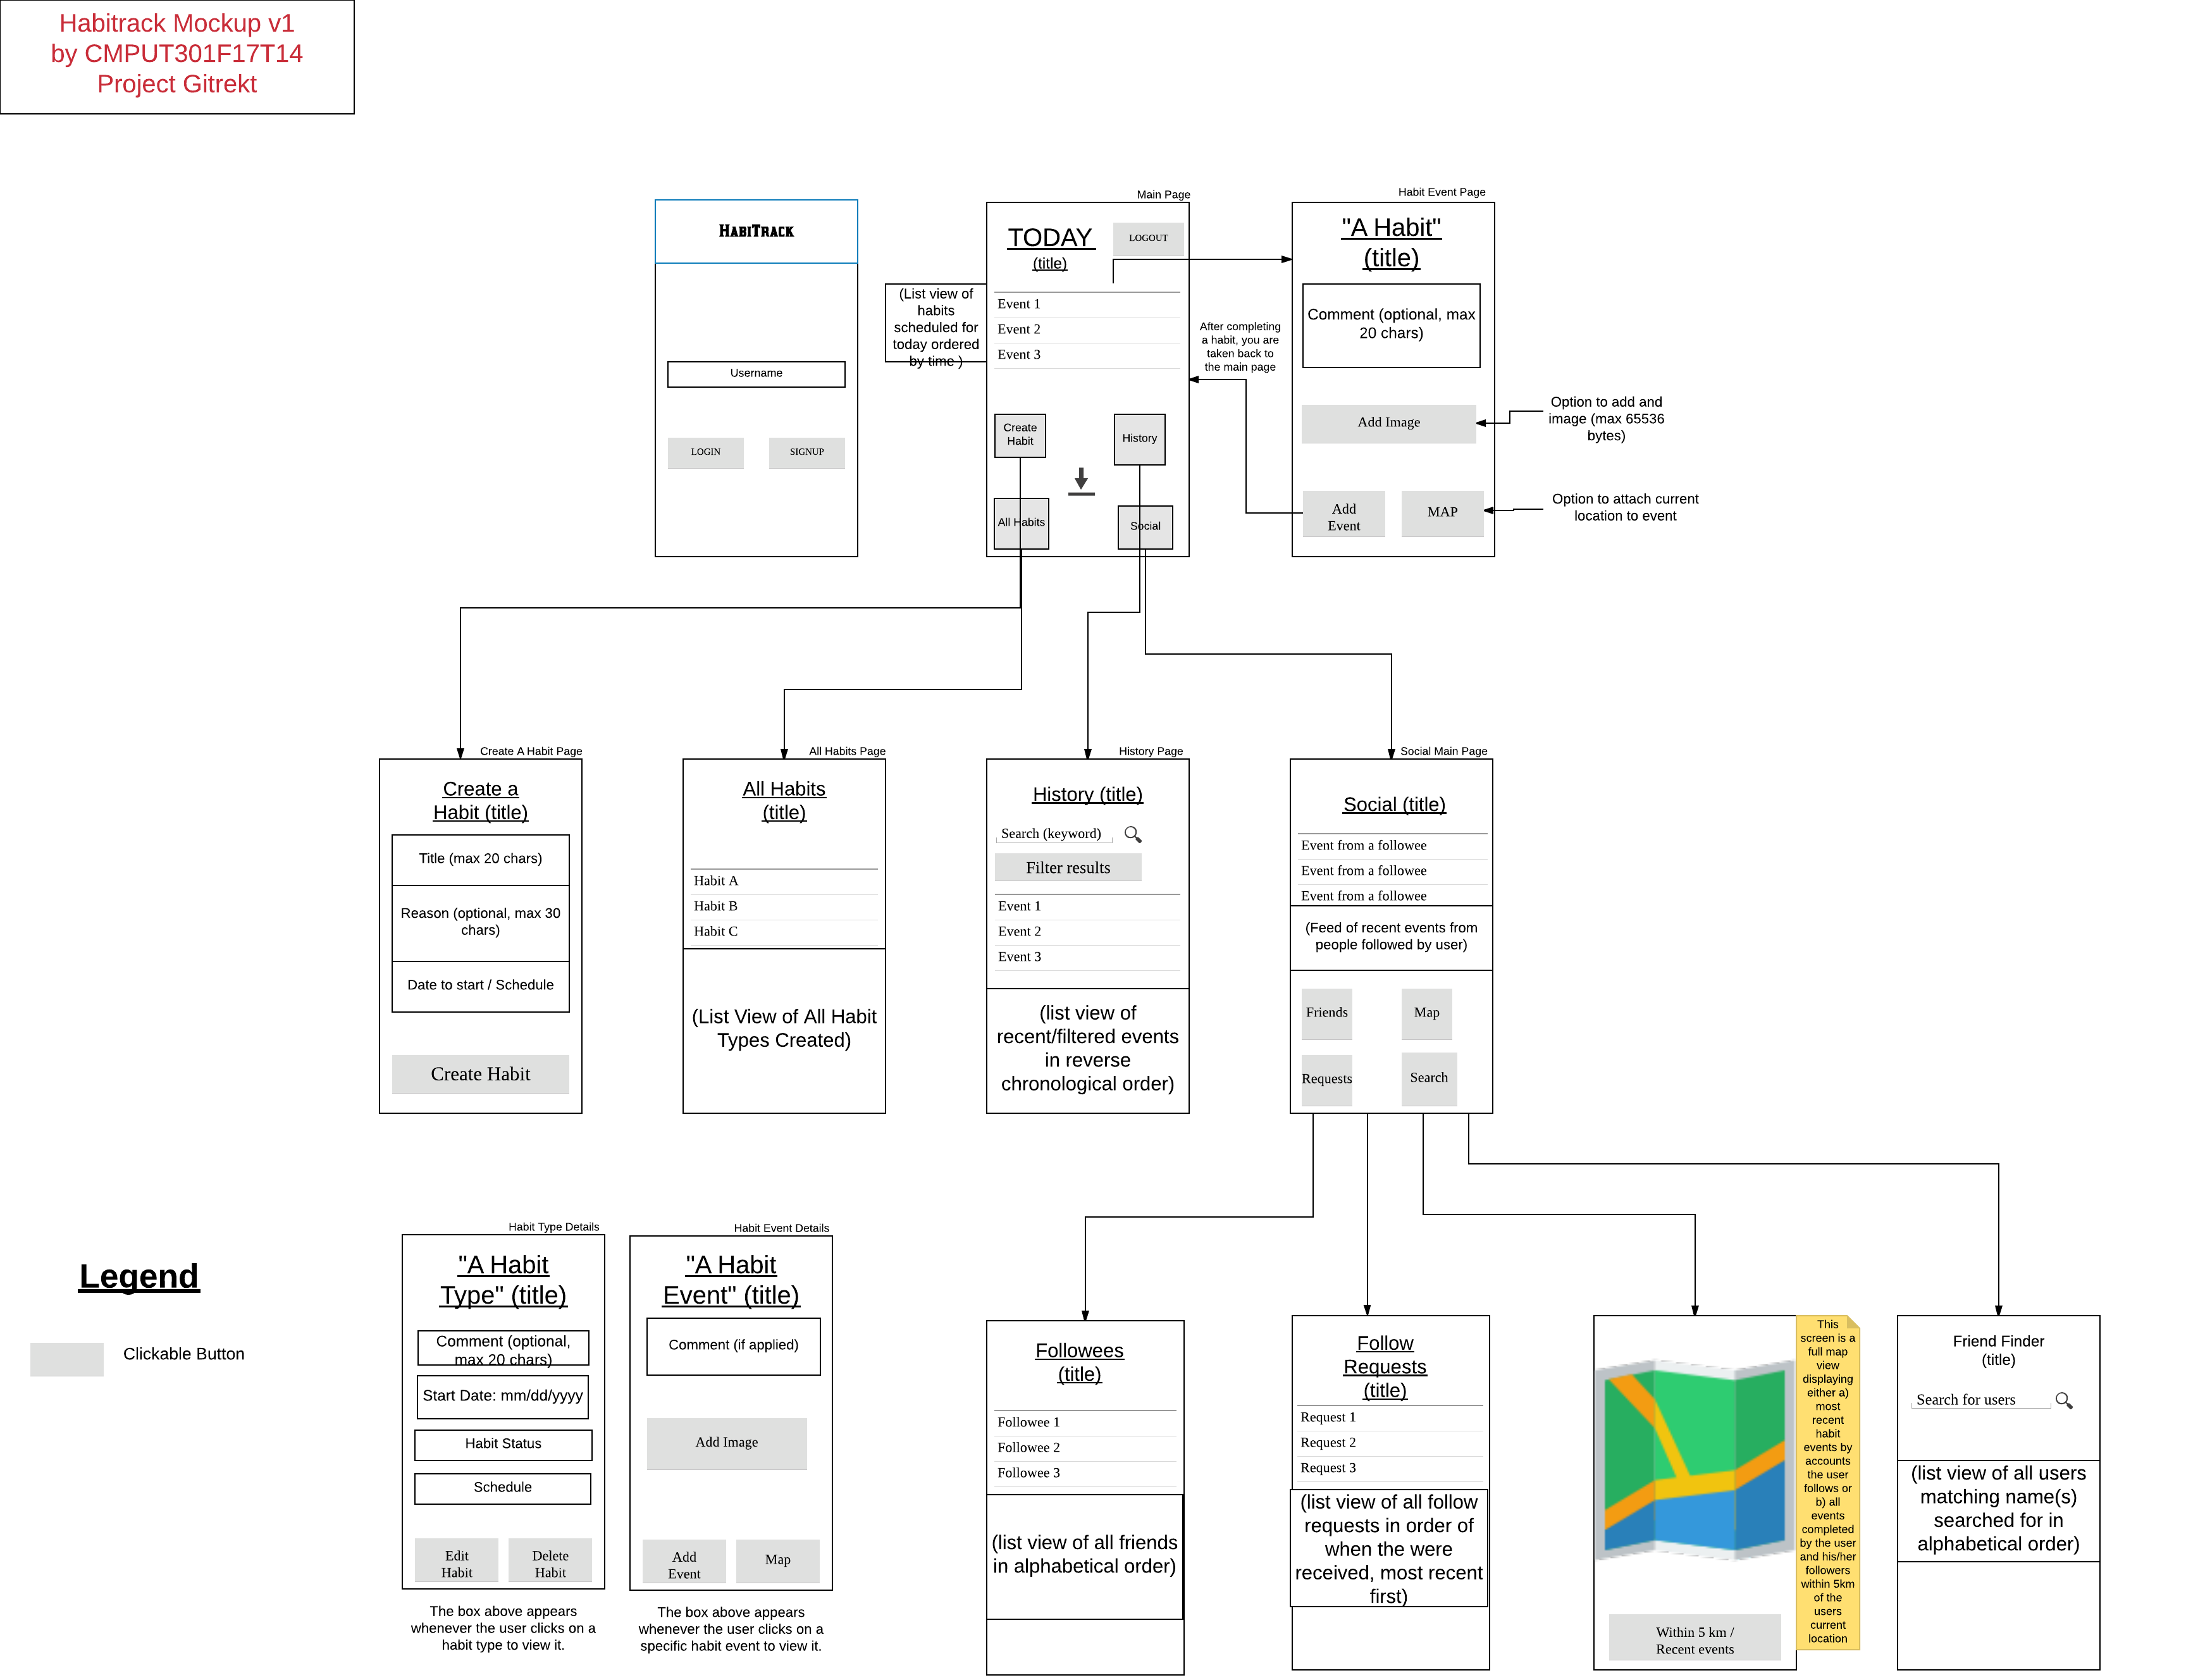 Habitrack Mockup v1
by CMPUT301F17T14
Project Gitrekt
HABITRACK
Username
LOGIN
SIGNUP
Main Page
TODAY
(title)
LOGOUT
(List view of
habits
scheduled for
today ordered
by time )
Event 1
Event 2
Event 3
Create
Habit
History
All Habits
Social
After completing
a habit, you are
taken back to
the main page
Habit Event Page
"A Habit"
(title)
Comment (optional, max
20 chars)
Add Image
Add
Event
MAP
Option to add and
image (max 65536
bytes)
Option to attach current
location to event
Create A Habit Page
Create a
Habit (title)
Title (max 20 chars)
Reason (optional, max 30
chars)
Date to start / Schedule
Create Habit
All Habits Page
All Habits
(title)
Habit A
Habit B
Habit C
(List View of All Habit
Types Created)
History Page
History (title)
Search (keyword)
Filter results
Event 1
Event 2
Event 3
(list view of
recent/filtered events
in reverse
chronological order)
Social Main Page
Social (title)
Event from a followee
Event from a followee
Event from a followee
(Feed of recent events from
people followed by user)
Friends
Map
Requests
Search
Legend
Clickable Button
Habit Type Details
"A Habit
Type" (title)
Comment (optional,
max 20 chars)
Start Date: mm/dd/yyyy
Habit Status
Schedule
Edit
Habit
Delete
Habit
The box above appears
whenever the user clicks on a
habit type to view it.
Habit Event Details
"A Habit
Event" (title)
Comment (if applied)
Add Image
Add
Event
Map
The box above appears
whenever the user clicks on a
specific habit event to view it.
Followees
(title)
Followee 1
Followee 2
Followee 3
(list view of all friends
in alphabetical order)
Follow
Requests
(title)
Request 1
Request 2
Request 3
(list view of all follow
requests in order of
when the were
received, most recent
first)
Within 5 km /
Recent events
This
screen is a
full map
view
displaying
either a)
most
recent
habit
events by
accounts
the user
follows or
b) all
events
completed
by the user
and his/her
followers
within 5km
of the
users
current
location
Friend Finder
(title)
Search for users
(list view of all users
matching name(s)
searched for in
alphabetical order)